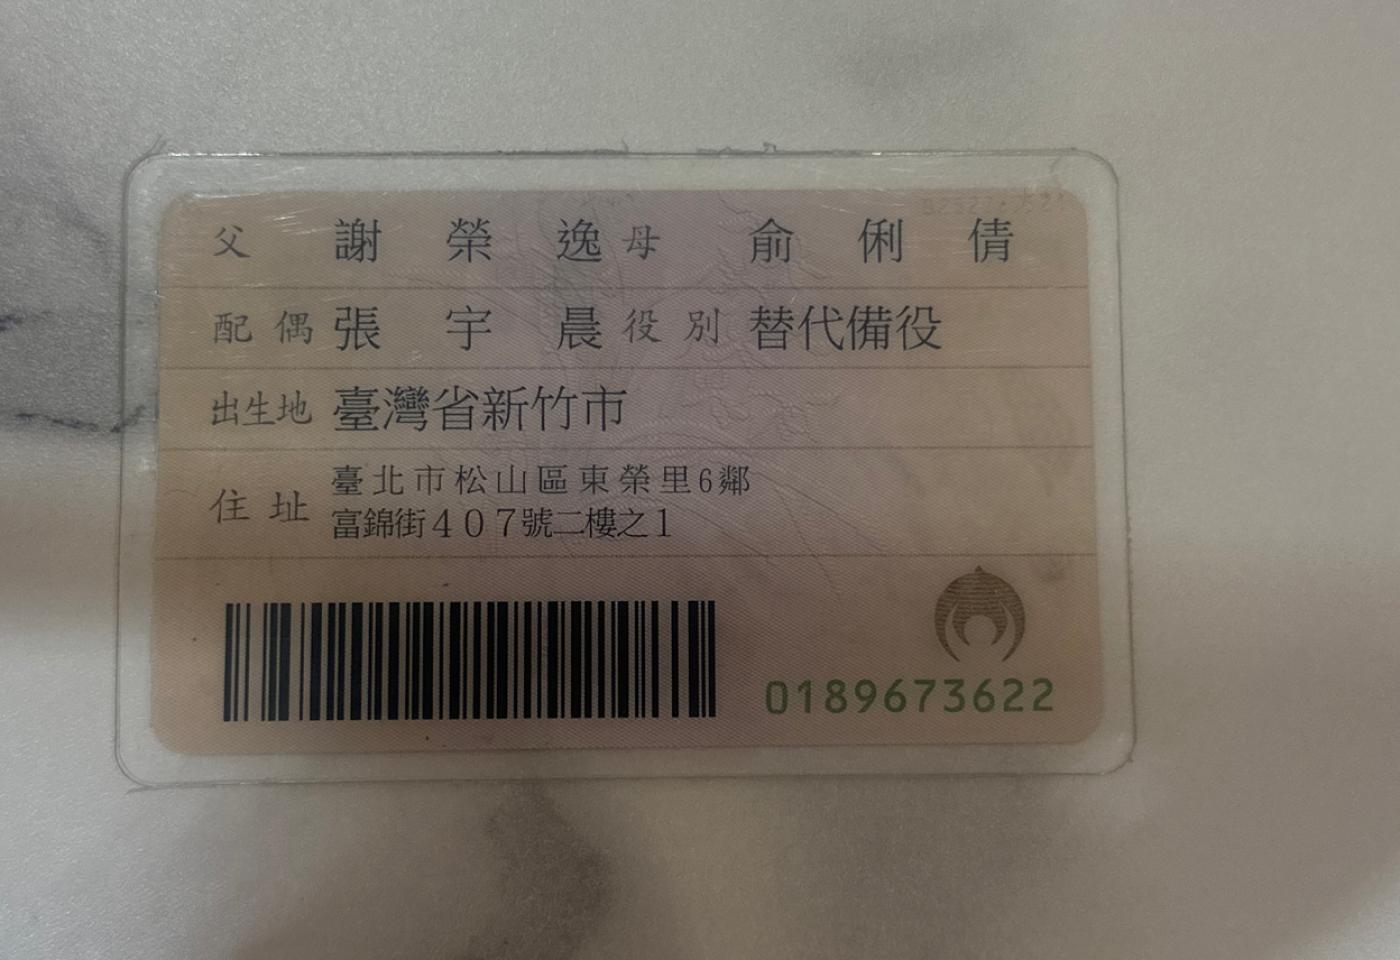 父 謝榮逸 母 俞俐倩
配偶 張宇晨 役別 替代備役
出生地 臺灣省新竹市
住址 臺北市松山區東榮里6鄰
富錦街407號二樓之1
0189673622